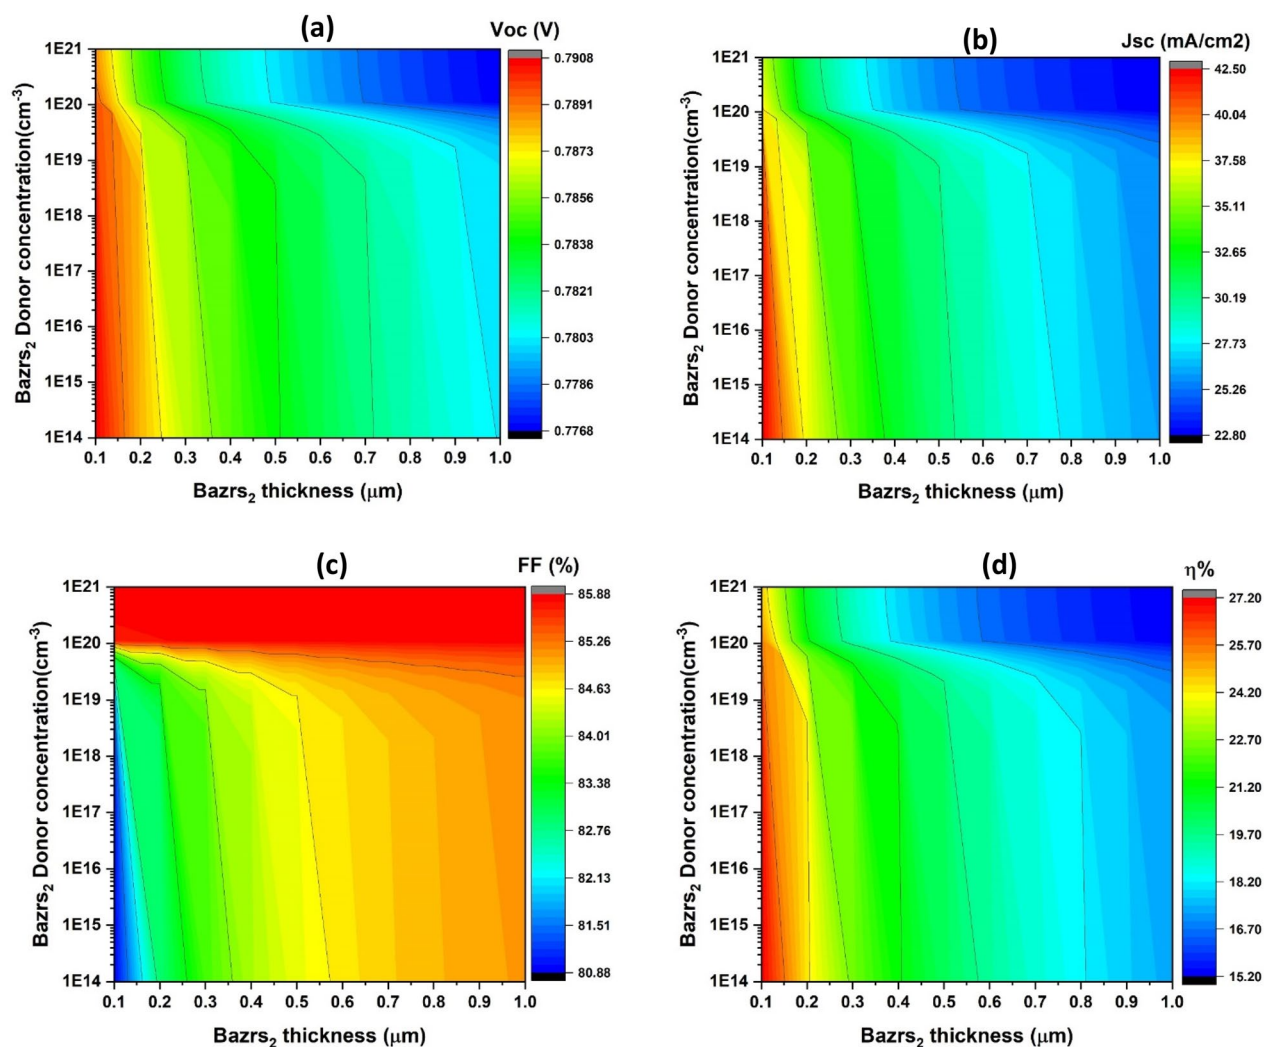 (a)
Voc (V)
1E21
1E20
1E19
1E18
1E17
1E16
1E15
1E14
Bazrs2 Donor concentration(cm-3)
0.1 0.2 0.3 0.4 0.5 0.6 0.7 0.8 0.9 1.0
Bazrs2 thickness (μm)
0.7908
0.7891
0.7873
0.7856
0.7838
0.7821
0.7803
0.7786
0.7768
(b)
Jsc (mA/cm2)
1E21
1E20
1E19
1E18
1E17
1E16
1E15
1E14
Bazrs2 Donor concentration(cm-3)
0.1 0.2 0.3 0.4 0.5 0.6 0.7 0.8 0.9 1.0
Bazrs2 thickness (μm)
42.50
40.04
37.58
35.11
32.65
30.19
27.73
25.26
22.80
(c)
FF (%)
1E21
1E20
1E19
1E18
1E17
1E16
1E15
1E14
Bazrs2 Donor concentration(cm-3)
0.1 0.2 0.3 0.4 0.5 0.6 0.7 0.8 0.9 1.0
Bazrs2 thickness (μm)
85.88
85.26
84.63
84.01
83.38
82.76
82.13
81.51
80.88
(d)
η%
1E21
1E20
1E19
1E18
1E17
1E16
1E15
1E14
Bazrs2 Donor concentration(cm-3)
0.1 0.2 0.3 0.4 0.5 0.6 0.7 0.8 0.9 1.0
Bazrs2 thickness (μm)
27.20
25.70
24.20
22.70
21.20
19.70
18.20
16.70
15.20